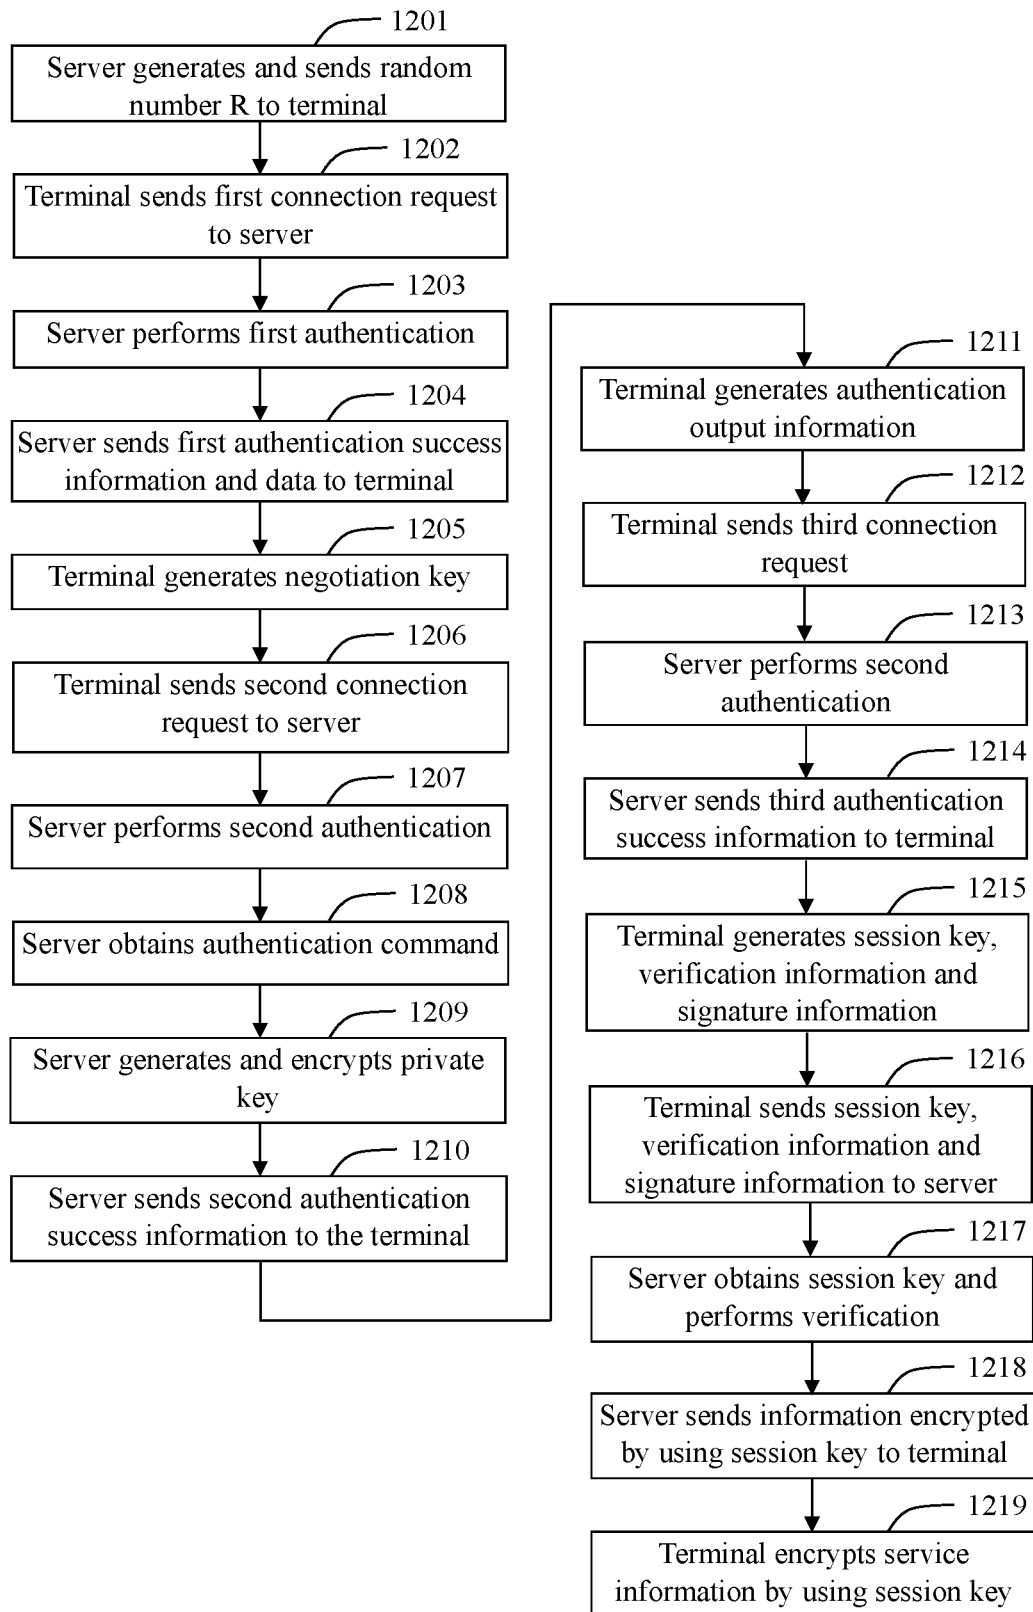 1201
Server generates and sends random
number R to terminal
1202
Terminal sends first connection request
to server
1203
Server performs first authentication
1204
Server sends first authentication success
information and data to terminal
1205
Terminal generates negotiation key
1206
Terminal sends second connection
request to server
1207
Server performs second authentication
1208
Server obtains authentication command
1209
Server generates and encrypts private
key
1210
Server sends second authentication
success information to the terminal
1211
Terminal generates authentication
output information
1212
Terminal sends third connection
request
1213
Server performs second
authentication
1214
Server sends third authentication
success information to terminal
1215
Terminal generates session key,
verification information and
signature information
1216
Terminal sends session key,
verification information and
signature information to server
1217
Server obtains session key and
performs verification
1218
Server sends information encrypted
by using session key to terminal
1219
Terminal encrypts service
information by using session key